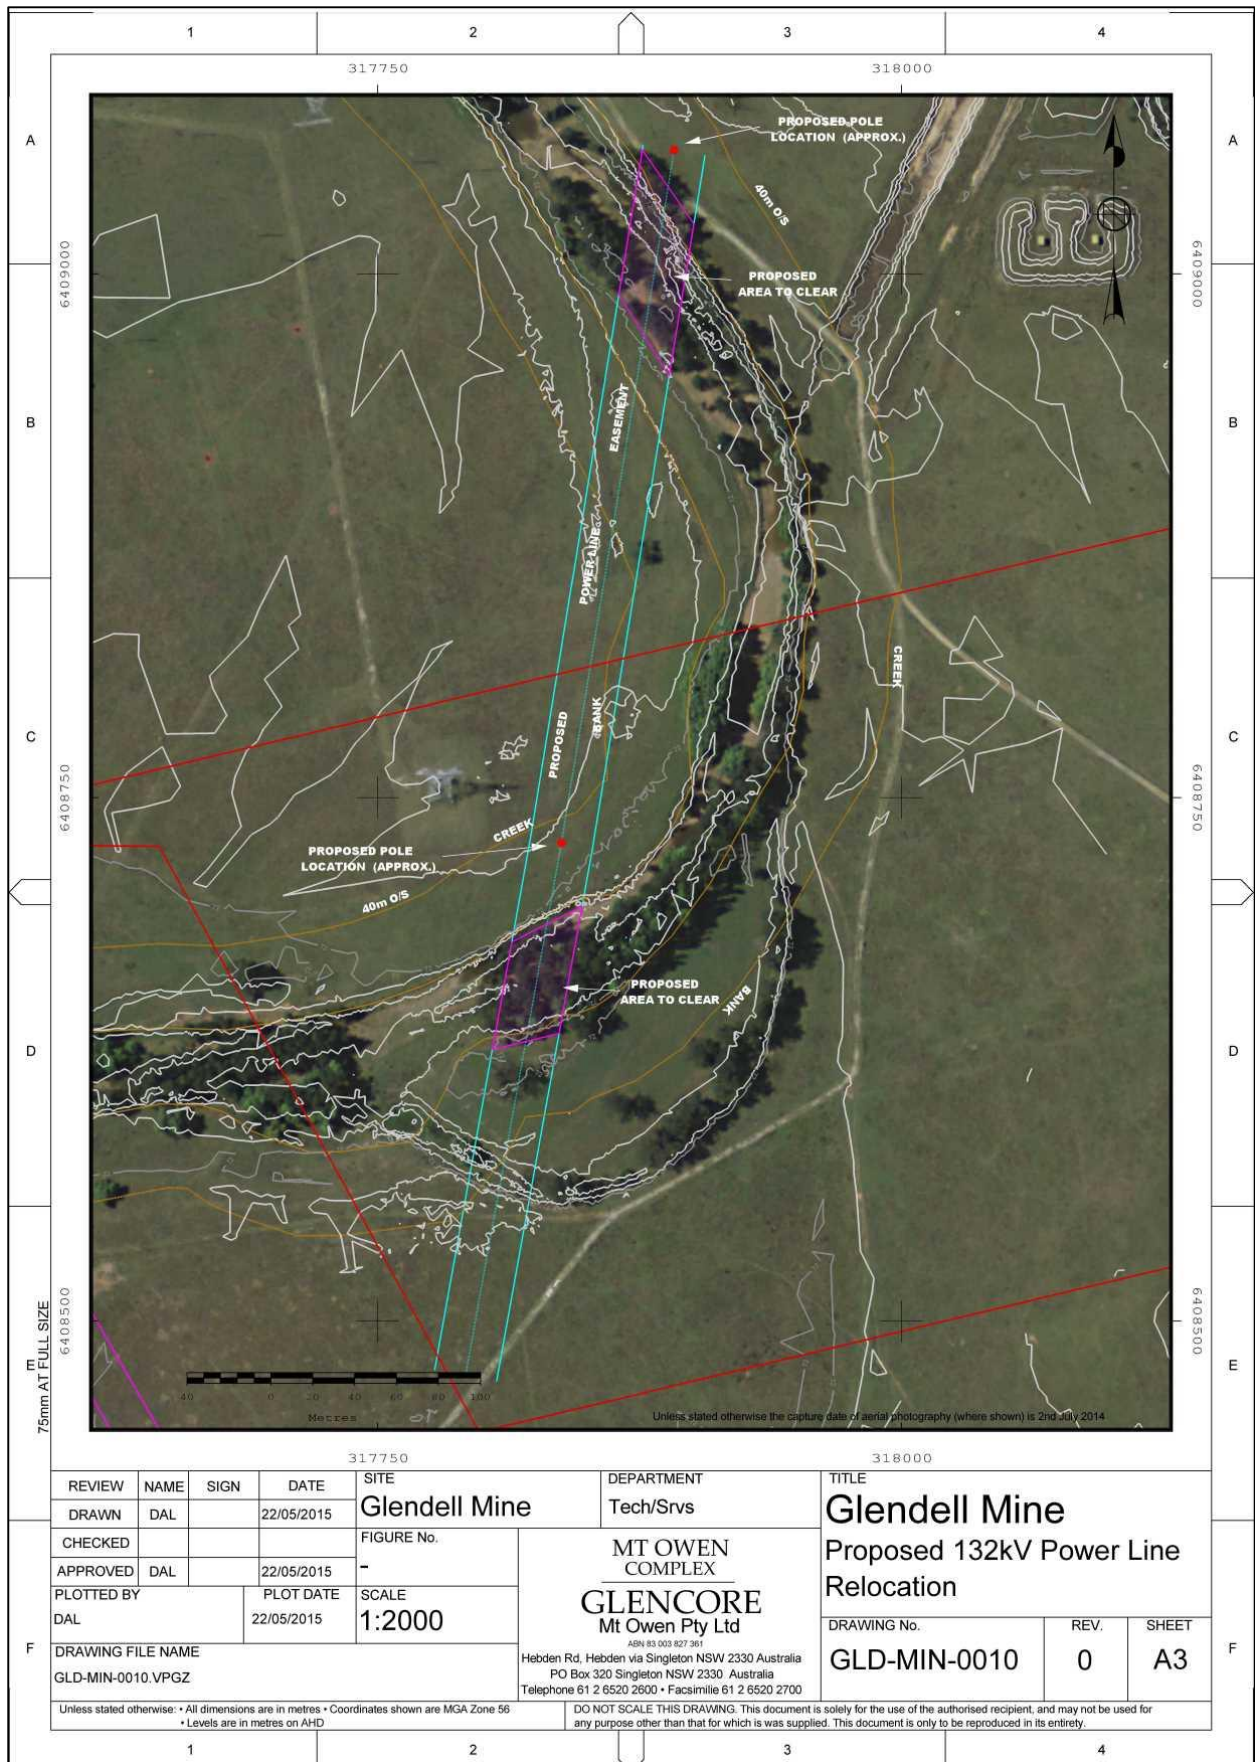 1 2 3 4
317750 318000
A A
PROPOSED POLE
LOCATION (APPROX.)
40m O/S
6409000 6409000
PROPOSED
AREA TO CLEAR
B B
EASEMENT
POWER LINE
CREEK
C C
BANK
PROPOSED
6408750 6408750
CREEK
PROPOSED POLE
LOCATION (APPROX.)
40m O/S
PROPOSED
AREA TO CLEAR
BANK
D D
6408500 6408500
E E
75mm AT FULL SIZE
40 0 20 40 60 80 100
Metres
Unless stated otherwise the capture date of aerial photography (where shown) is 2nd July 2014
317750 318000
REVIEW NAME SIGN DATE
DRAWN DAL 22/05/2015
CHECKED
APPROVED DAL 22/05/2015
PLOTTED BY PLOT DATE
DAL 22/05/2015
DRAWING FILE NAME
GLD-MIN-0010.VPGZ
SITE
Glendell Mine
FIGURE No.
-
SCALE
1:2000
DEPARTMENT
Tech/Srvs
MT OWEN
COMPLEX
GLENCORE
Mt Owen Pty Ltd
ABN 83 003 827 361
Hebden Rd, Hebden via Singleton NSW 2330 Australia
PO Box 320 Singleton NSW 2330 Australia
Telephone 61 2 6520 2600 • Facsimilie 61 2 6520 2700
TITLE
Glendell Mine
Proposed 132kV Power Line
Relocation
DRAWING No. REV. SHEET
GLD-MIN-0010 0 A3
F F
Unless stated otherwise: • All dimensions are in metres • Coordinates shown are MGA Zone 56
• Levels are in metres on AHD
DO NOT SCALE THIS DRAWING. This document is solely for the use of the authorised recipient, and may not be used for
any purpose other than that for which is was supplied. This document is only to be reproduced in its entirety.
1 2 3 4